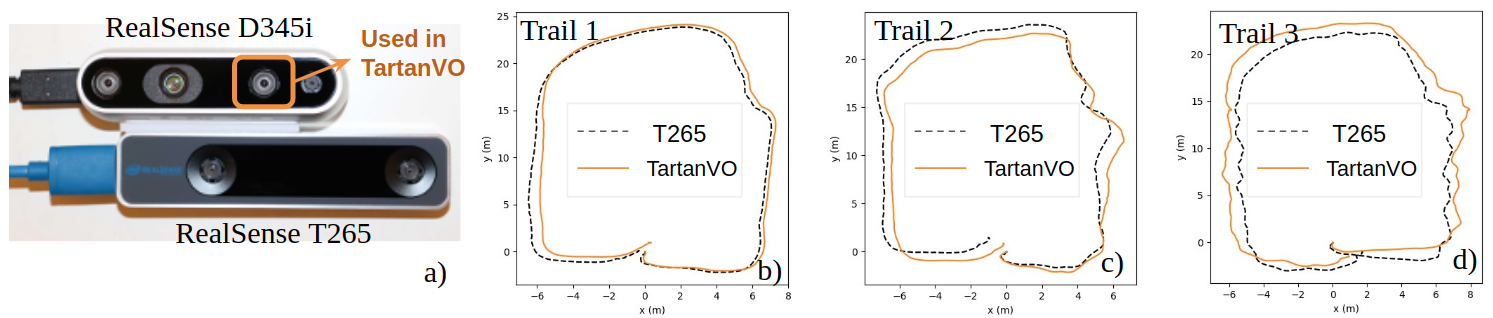 RealSense D345i
Used in
TartanVO
RealSense T265
a)
Trail 1
25
20
15
10
5
0
y (m)
T265
TartanVO
b)
−6
−4
−2
0
2
4
6
8
x (m)
Trail 2
20
15
10
5
0
y (m)
T265
TartanVO
c)
−6
−4
−2
0
2
4
6
x (m)
Trail 3
20
15
10
5
0
y (m)
T265
TartanVO
d)
−6
−4
−2
0
2
4
6
8
x (m)